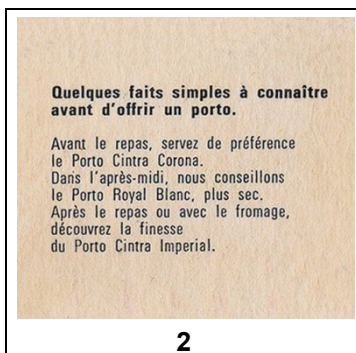 Quelques faits simples à connaître
avant d'offrir un porto.
Avant le repas, servez de préférence
le Porto Cintra Corona.
Dans l'après-midi, nous conseillons
le Porto Royal Blanc, plus sec.
Après le repas ou avec le fromage,
découvrez la finesse
du Porto Cintra Imperial.
2